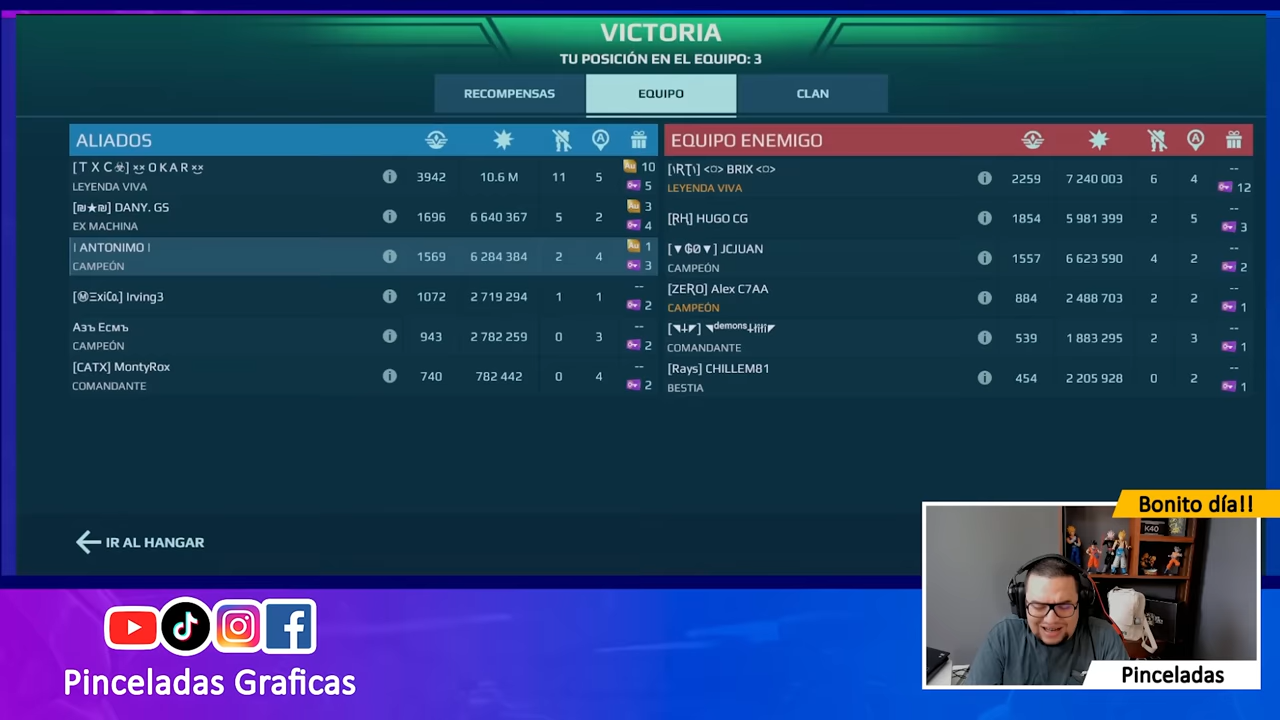 VICTORIA
TU POSICIÓN EN EL EQUIPO: 3
RECOMPENSAS EQUIPO CLAN
ALIADOS
[T X C☣] O K A R 3942 10.6 M 11 5 Au 10
LEYENDA VIVA 5
[₪★₪] DANY. GS 1696 6 640 367 5 2 Au 3
EX MACHINA 4
| ANTONIMO | 1569 6 284 384 2 4 Au 1
CAMPEÓN 3
Irving3 1072 2 719 294 1 1 --
2
Азъ Есмъ 943 2 782 259 0 3 --
CAMPEÓN 2
[CATX] MontyRox 740 782 442 0 4 --
COMANDANTE 2
EQUIPO ENEMIGO
<¤> BRIX <¤> 2259 7 240 003 6 4 --
LEYENDA VIVA 12
HUGO CG 1854 5 981 399 2 5 --
3
JCJUAN 1557 6 623 590 4 2 --
CAMPEÓN 2
[ZERO] Alex C7AA 884 2 488 703 2 2 --
CAMPEÓN 1
demons 539 1 883 295 2 3 --
COMANDANTE 1
[Rays] CHILLEM81 454 2 205 928 0 2 --
BESTIA 1
IR AL HANGAR
Bonito día!!
K40
Pinceladas
Pinceladas Graficas